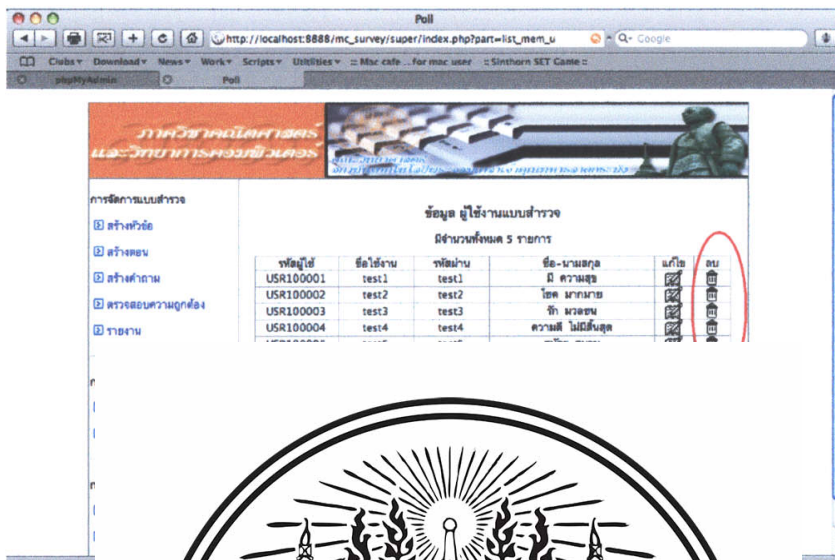 Poll
http://localhost:8888/mc_survey/super/index.php?part=list_mem_u
Google
Clubs Download News Work Scripts Utitlities :: Mac cafe ..for mac user :: Sinthorn SET Game ::
phpMyAdmin Poll
ภาควิชาคณิตศาสตร์
และวิทยาการคอมพิวเตอร์
การจัดการแบบสำรวจ
สร้างหัวข้อ
สร้างตอน
สร้างคำถาม
ตรวจสอบความถูกต้อง
รายงาน
ข้อมูล ผู้ใช้งานแบบสำรวจ
มีจำนวนทั้งหมด 5 รายการ
รหัสผู้ใช้ ชื่อใช้งาน รหัสผ่าน ชื่อ-นามสกุล แก้ไข ลบ
USR100001 test1 test1 มี ความสุข
USR100002 test2 test2 โชค มากมาย
USR100003 test3 test3 รัก มวลชน
USR100004 test4 test4 ความดี ไม่มีสิ้นสุด